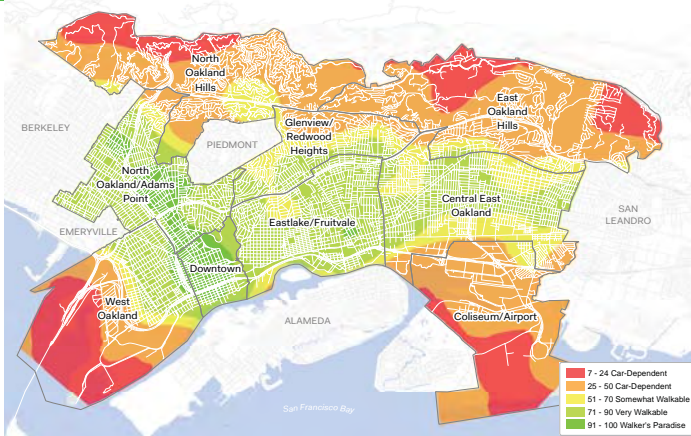 North
Oakland
Hills
East
Oakland
Hills
Glenview/
Redwood
Heights
BERKELEY
PIEDMONT
North
Oakland/Adams
Point
Central East
Oakland
SAN
LEANDRO
Eastlake/Fruitvale
EMERYVILLE
Downtown
West
Oakland
ALAMEDA
Coliseum/Airport
San Francisco Bay
7 - 24 Car-Dependent
25 - 50 Car-Dependent
51 - 70 Somewhat Walkable
71 - 90 Very Walkable
91 - 100 Walker's Paradise